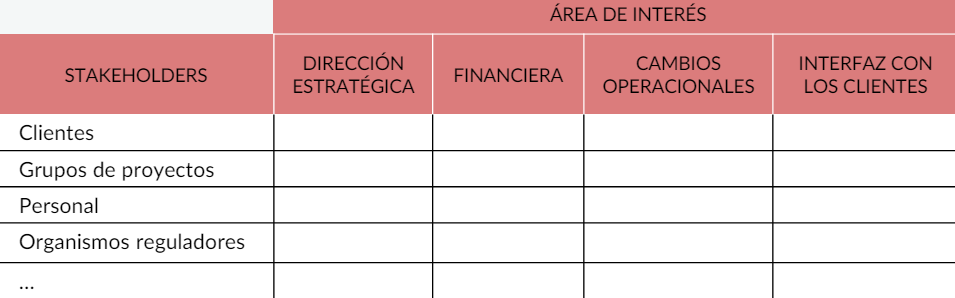 ÁREA DE INTERÉS
STAKEHOLDERS
DIRECCIÓN
ESTRATÉGICA
FINANCIERA
CAMBIOS
OPERACIONALES
INTERFAZ CON
LOS CLIENTES
Clientes
Grupos de proyectos
Personal
Organismos reguladores
...